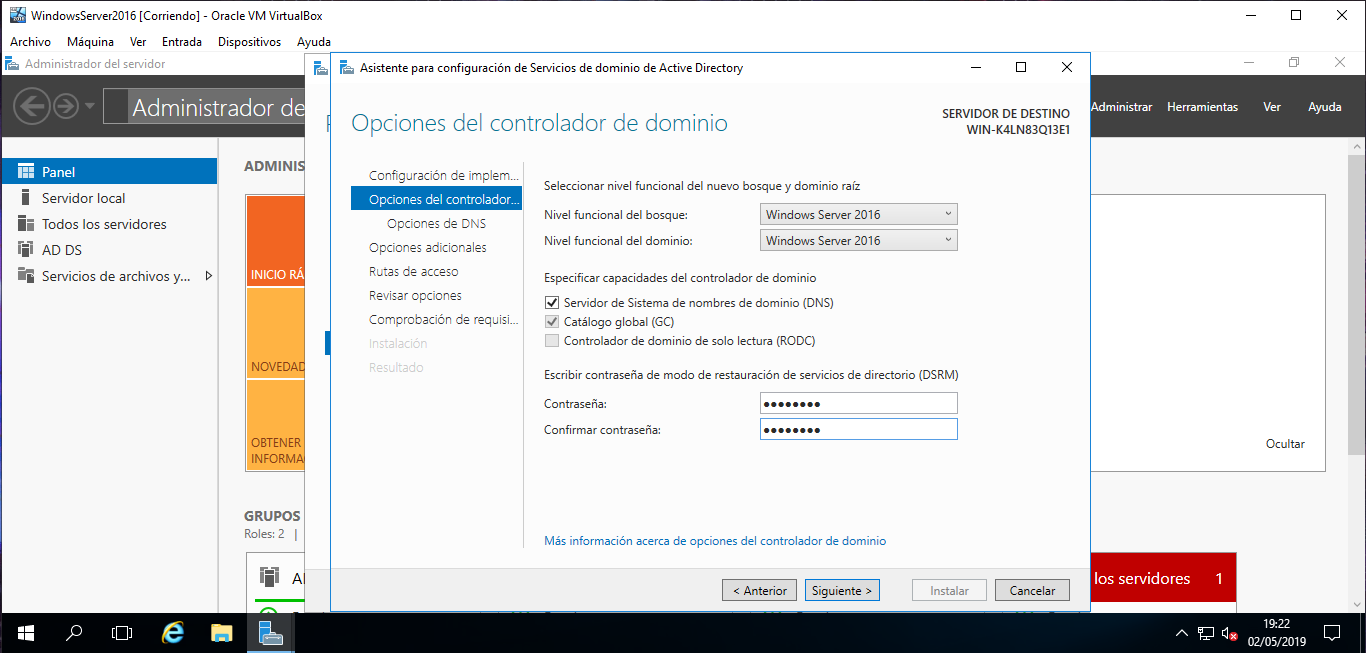 WindowsServer2016 [Corriendo] - Oracle VM VirtualBox
Archivo Máquina Ver Entrada Dispositivos Ayuda
Administrador del servidor
Asistente para configuración de Servicios de dominio de Active Directory
Administrador de
Administrar Herramientas Ver Ayuda
Opciones del controlador de dominio
SERVIDOR DE DESTINO
WIN-K4LN83Q13E1
Panel
Servidor local
Todos los servidores
AD DS
Servicios de archivos y...
ADMINIS
INICIO RÁ
NOVEDAD
OBTENER
INFORMA
GRUPOS
Roles: 2 |
Configuración de implem...
Opciones del controlador...
Opciones de DNS
Opciones adicionales
Rutas de acceso
Revisar opciones
Comprobación de requisi...
Instalación
Resultado
Seleccionar nivel funcional del nuevo bosque y dominio raíz
Nivel funcional del bosque: Windows Server 2016
Nivel funcional del dominio: Windows Server 2016
Especificar capacidades del controlador de dominio
Servidor de Sistema de nombres de dominio (DNS)
Catálogo global (GC)
Controlador de dominio de solo lectura (RODC)
Escribir contraseña de modo de restauración de servicios de directorio (DSRM)
Contraseña: ●●●●●●●●
Confirmar contraseña: ●●●●●●●●
Más información acerca de opciones del controlador de dominio
< Anterior Siguiente > Instalar Cancelar
Ocultar
los servidores 1
19:22
02/05/2019